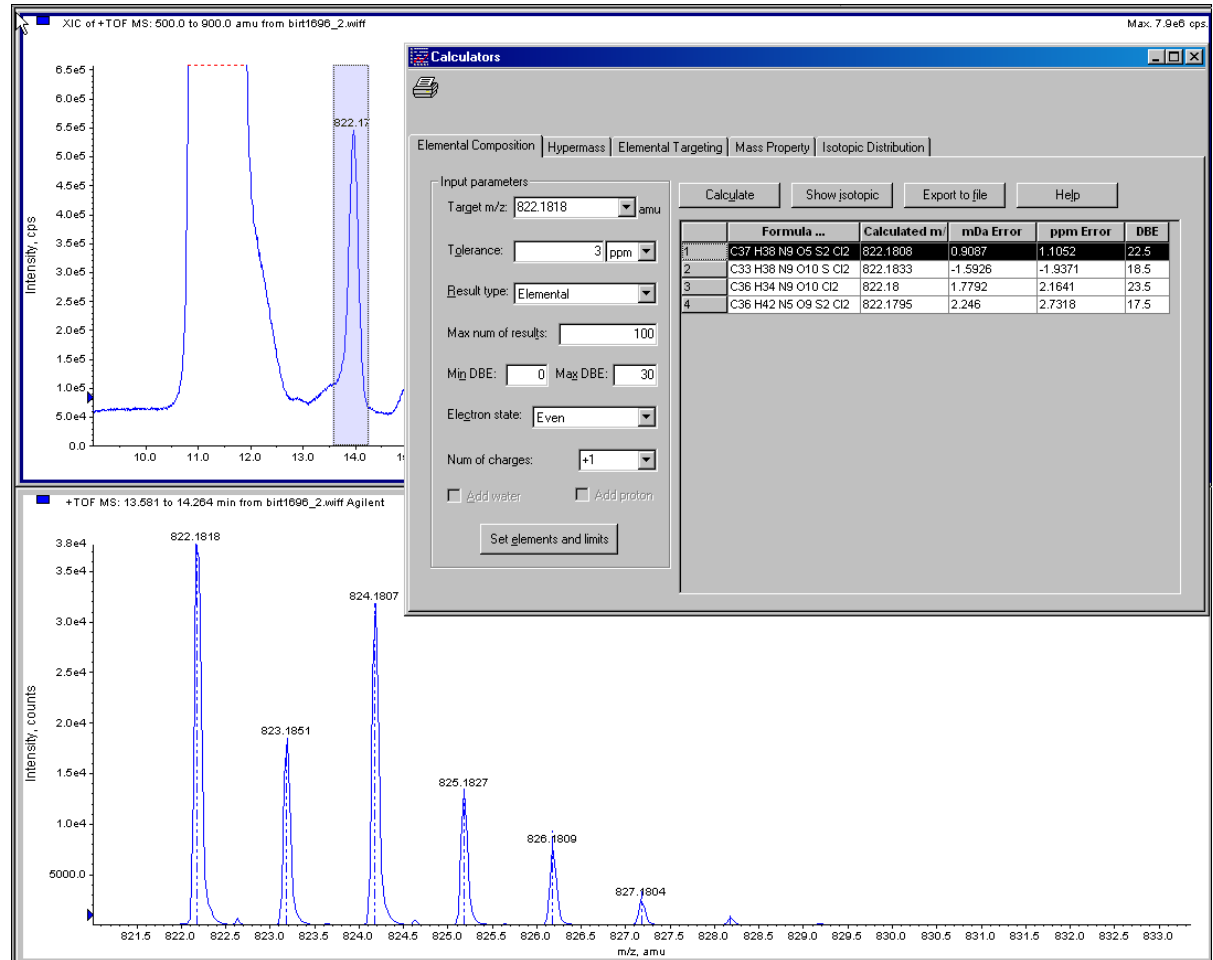 XIC of +TOF MS: 500.0 to 900.0 amu from birt1696_2.wiff
Max. 7.9e6 cps.
Intensity, cps
6.5e5
6.0e5
5.5e5
5.0e5
4.5e5
4.0e5
3.5e5
3.0e5
2.5e5
2.0e5
1.5e5
1.0e5
5.0e4
0.0
822.17
10.0 11.0 12.0 13.0 14.0
Calculators
Elemental Composition Hypermass Elemental Targeting Mass Property Isotopic Distribution
Input parameters
Target m/z: 822.1818 amu
Tolerance: 3 ppm
Result type: Elemental
Max num of results: 100
Min DBE: 0 Max DBE: 30
Electron state: Even
Num of charges: +1
Add water Add proton
Set elements and limits
Calculate Show isotopic Export to file Help
Formula ... Calculated m/ mDa Error ppm Error DBE
1 C37 H38 N9 O5 S2 Cl2 822.1808 0.9087 1.1052 22.5
2 C33 H38 N9 O10 S Cl2 822.1833 -1.5926 -1.9371 18.5
3 C36 H34 N9 O10 Cl2 822.18 1.7792 2.1641 23.5
4 C36 H42 N5 O9 S2 Cl2 822.1795 2.246 2.7318 17.5
+TOF MS: 13.581 to 14.264 min from birt1696_2.wiff Agilent
Intensity, counts
3.8e4
3.5e4
3.0e4
2.5e4
2.0e4
1.5e4
1.0e4
5000.0
822.1818
823.1851
824.1807
825.1827
826.1809
827.1804
821.5 822.0 822.5 823.0 823.5 824.0 824.5 825.0 825.5 826.0 826.5 827.0 827.5 828.0 828.5 829.0 829.5 830.0 830.5 831.0 831.5 832.0 832.5 833.0
m/z, amu